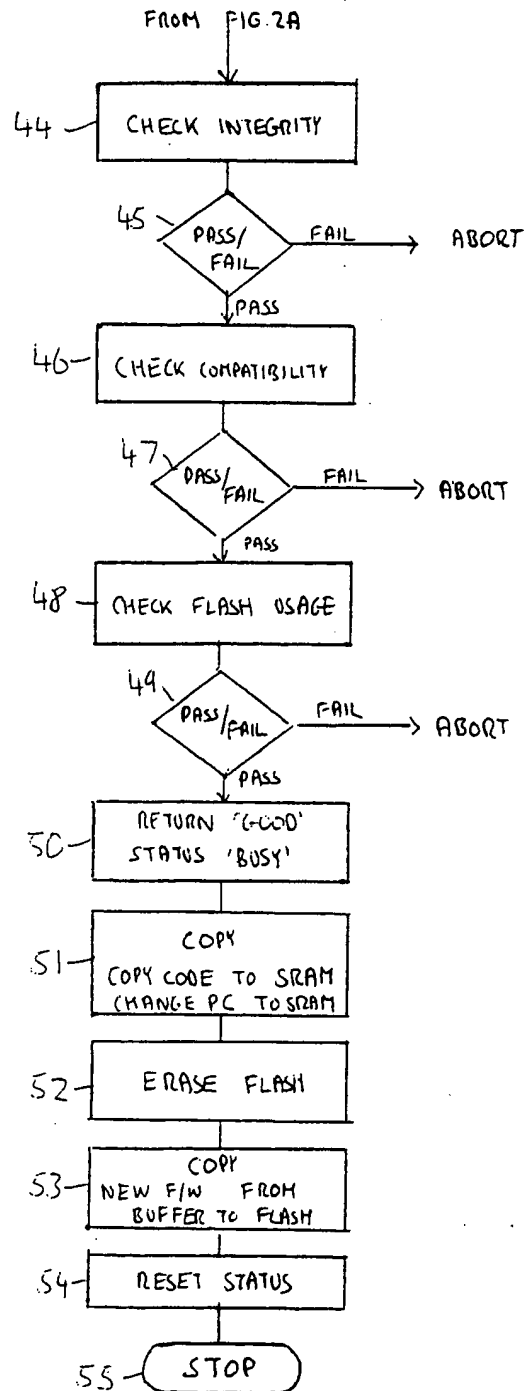 FROM FIG.2A
44 CHECK INTEGRITY
45 PASS/
FAIL FAIL ABORT
PASS
46 CHECK COMPATIBILITY
47 PASS/
FAIL FAIL ABORT
PASS
48 CHECK FLASH USAGE
49 PASS/FAIL FAIL ABORT
PASS
50 RETURN 'GOOD'
STATUS 'BUSY'
51 COPY
COPY CODE TO SRAM
CHANGE PC TO SRAM
52 ERASE FLASH
53 COPY
NEW F/W FROM
BUFFER TO FLASH
54 RESET STATUS
55 STOP